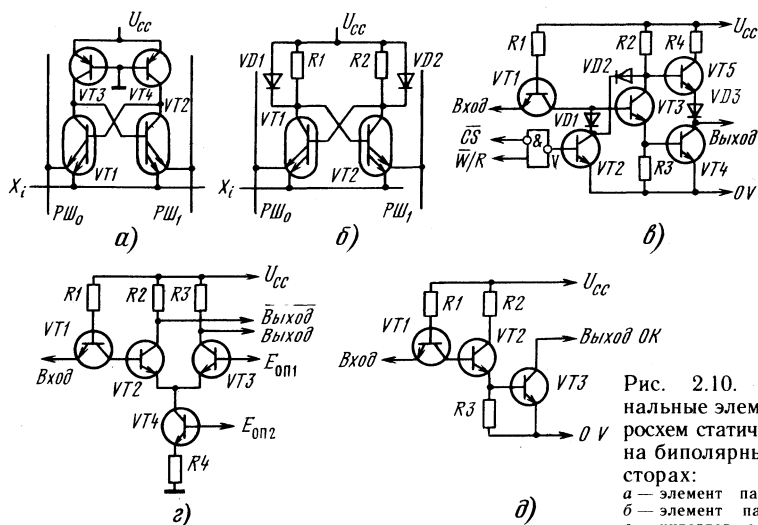 U_CC
VT3 VT4
VT2
VT1
X_i
РШ_0 РШ_1
а)
U_CC
VD1 R1 R2 VD2
VT1
VT2
X_i
РШ_0 РШ_1
б)
U_CC
R1 R2 R4
VT1 VD2 VT5
VT3 VD3
Вход VD1 Выход
C̅S̅ &
W̅/R
VT2 R3 VT4
0 V
в)
U_CC
R1 R2 R3
VT1 В̅ы̅х̅о̅д̅
Выход
Вход E_ОП1
VT2 VT3
VT4 E_ОП2
R4
г)
U_CC
R1 R2
VT1 VT2 Выход ОК
Вход
VT3
R3
0 V
д)
Рис. 2.10.
нальные элем
росхем статич
на биполярны
сторах:
а — элемент па
б — элемент па